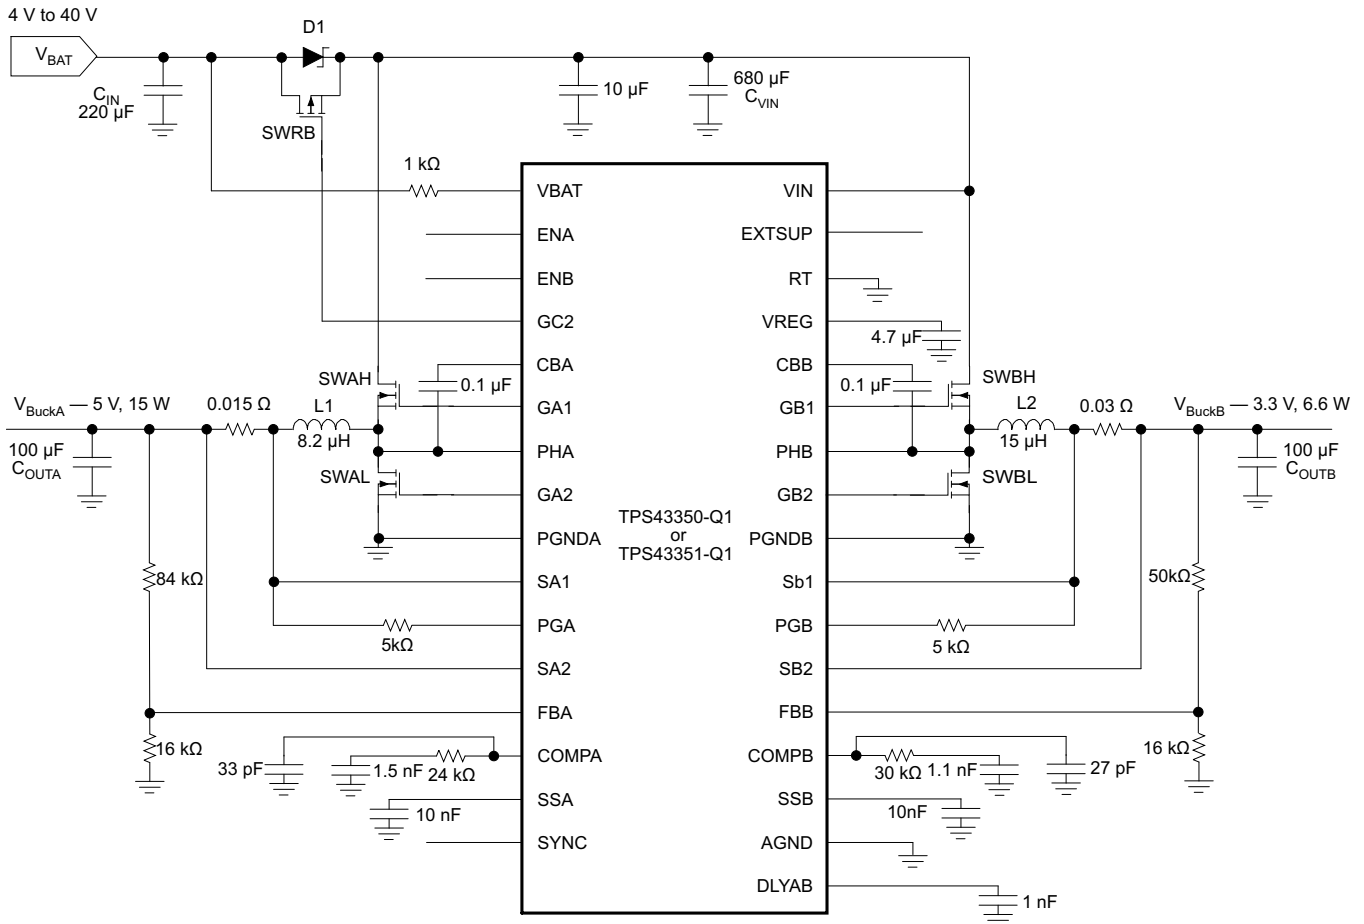 4 V to 40 V
D1
VBAT
CIN
220 µF
SWRB
10 µF
680 µF
CVIN
1 kΩ
VBAT
VIN
ENA
EXTSUP
ENB
RT
GC2
VREG
4.7 µF
CBA
CBB
SWAH
0.1 µF
0.1 µF
SWBH
VBuckA — 5 V, 15 W
0.015 Ω
L1
GA1
GB1
L2
0.03 Ω
VBuckB — 3.3 V, 6.6 W
8.2 µH
15 µH
100 µF
COUTA
PHA
PHB
100 µF
COUTB
SWAL
SWBL
GA2
GB2
TPS43350-Q1
or
TPS43351-Q1
PGNDA
PGNDB
84 kΩ
SA1
Sb1
50kΩ
PGA
PGB
5kΩ
5 kΩ
SA2
SB2
FBA
FBB
16 kΩ
16 kΩ
COMPA
COMPB
33 pF
1.5 nF
24 kΩ
30 kΩ
1.1 nF
27 pF
SSA
SSB
10 nF
10nF
SYNC
AGND
DLYAB
1 nF